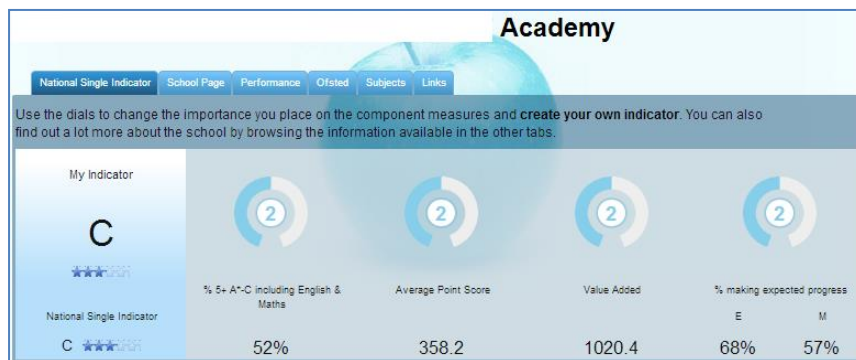 Academy
National Single Indicator School Page Performance Ofsted Subjects Links
Use the dials to change the importance you place on the component measures and create your own indicator. You can also
find out a lot more about the school by browsing the information available in the other tabs.
My Indicator
C
2 2 2 2
% 5+ A*-C including English &
Maths
Average Point Score
Value Added
% making expected progress
E M
National Single Indicator
C
52% 358.2 1020.4 68% 57%